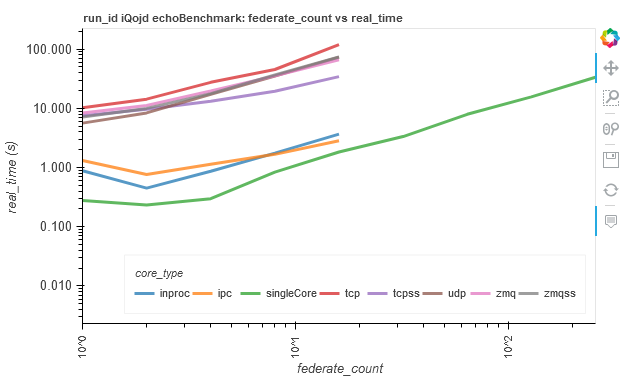 run_id iQojd echoBenchmark: federate_count vs real_time
100.000
10.000
1.000
0.100
0.010
real_time (s)
core_type
inproc ipc singleCore tcp tcpss udp zmq zmqss
10^0 10^1 10^2
federate_count